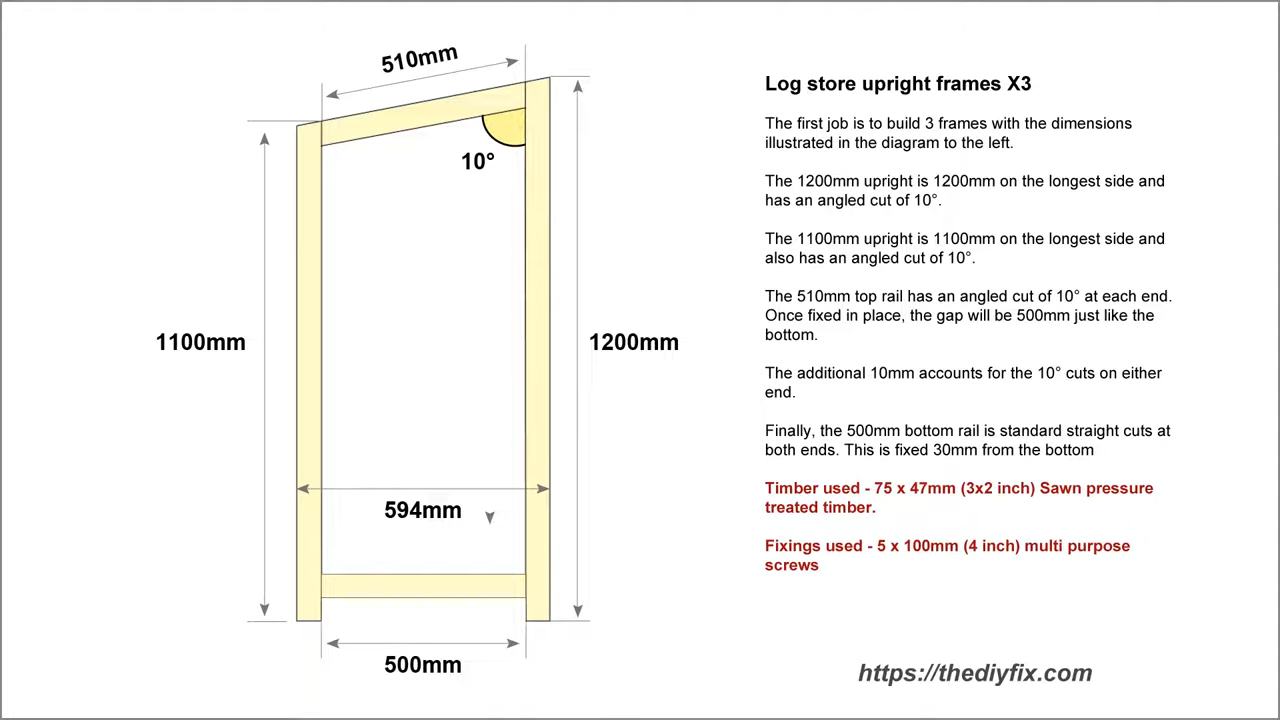 510mm
10°
1100mm
1200mm
594mm
500mm
Log store upright frames X3
The first job is to build 3 frames with the dimensions
illustrated in the diagram to the left.
The 1200mm upright is 1200mm on the longest side and
has an angled cut of 10°.
The 1100mm upright is 1100mm on the longest side and
also has an angled cut of 10°.
The 510mm top rail has an angled cut of 10° at each end.
Once fixed in place, the gap will be 500mm just like the
bottom.
The additional 10mm accounts for the 10° cuts on either
end.
Finally, the 500mm bottom rail is standard straight cuts at
both ends. This is fixed 30mm from the bottom
Timber used - 75 x 47mm (3x2 inch) Sawn pressure
treated timber.
Fixings used - 5 x 100mm (4 inch) multi purpose
screws
https://thediyfix.com